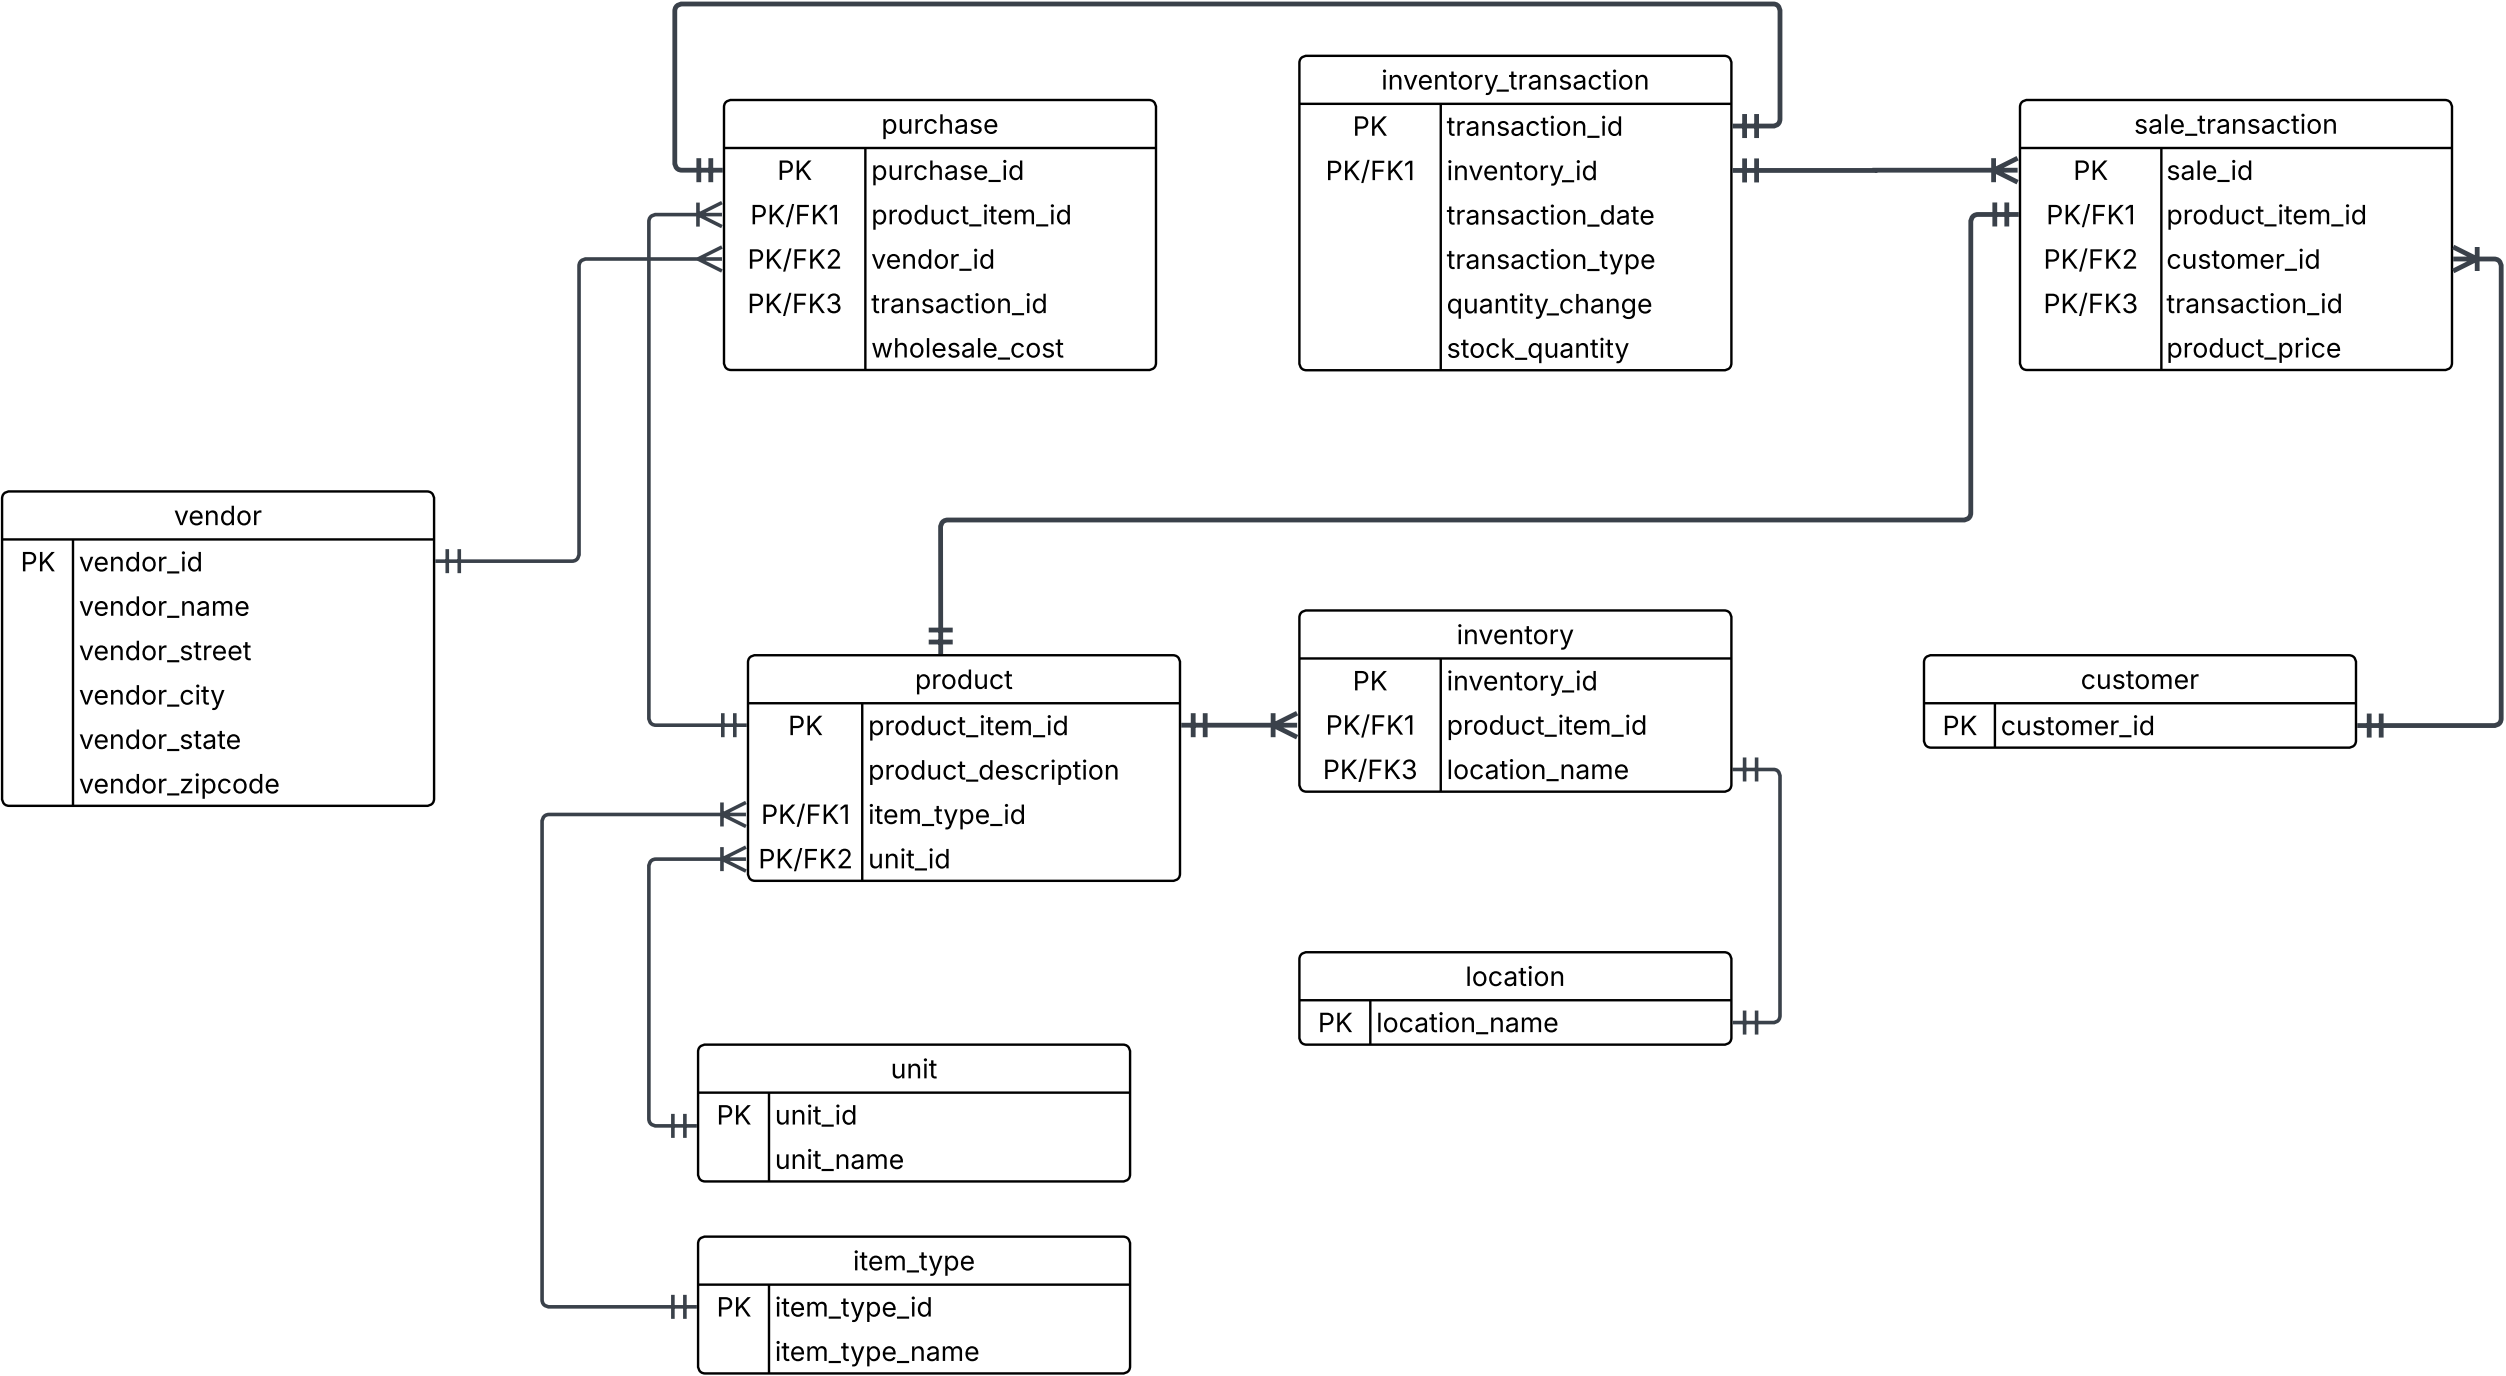 purchase
PK purchase_id
PK/FK1 product_item_id
PK/FK2 vendor_id
PK/FK3 transaction_id
wholesale_cost
inventory_transaction
PK transaction_id
PK/FK1 inventory_id
transaction_date
transaction_type
quantity_change
stock_quantity
sale_transaction
PK sale_id
PK/FK1 product_item_id
PK/FK2 customer_id
PK/FK3 transaction_id
product_price
vendor
PK vendor_id
vendor_name
vendor_street
vendor_city
vendor_state
vendor_zipcode
product
PK product_item_id
product_description
PK/FK1 item_type_id
PK/FK2 unit_id
inventory
PK inventory_id
PK/FK1 product_item_id
PK/FK3 location_name
customer
PK customer_id
location
PK location_name
unit
PK unit_id
unit_name
item_type
PK item_type_id
item_type_name